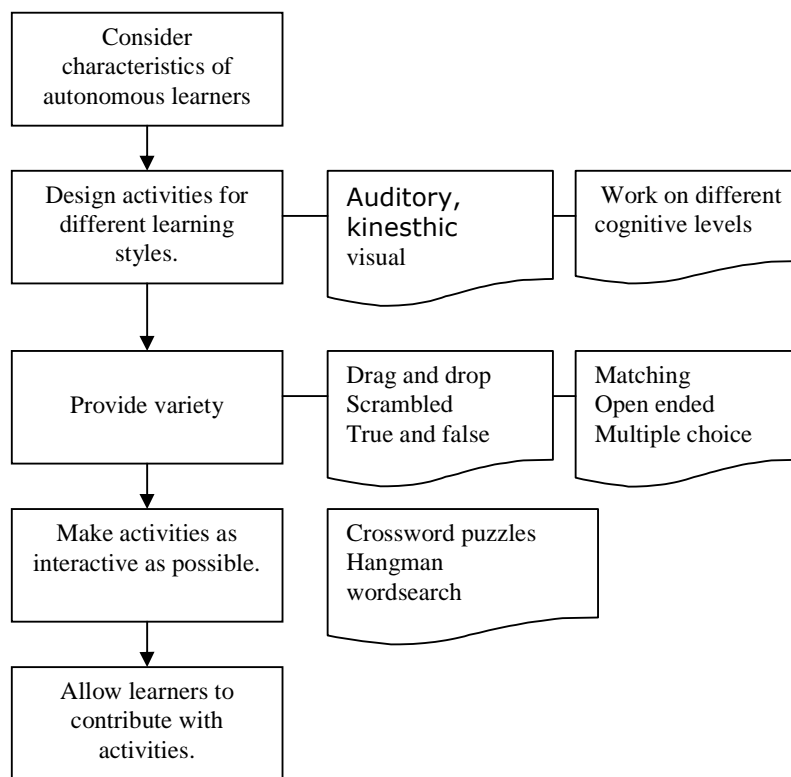 Consider
characteristics of
autonomous learners
Design activities for
different learning
styles.
Auditory,
kinesthic
visual
Work on different
cognitive levels
Provide variety
Drag and drop
Scrambled
True and false
Matching
Open ended
Multiple choice
Make activities as
interactive as possible.
Crossword puzzles
Hangman
wordsearch
Allow learners to
contribute with
activities.